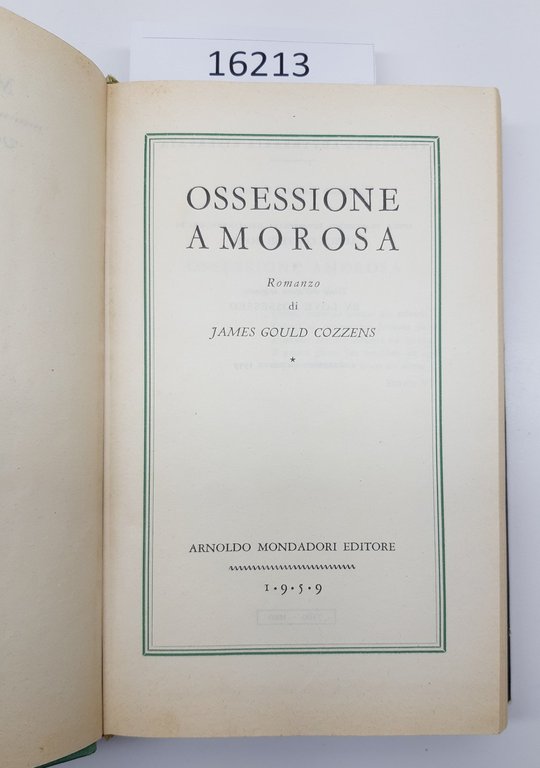 16213
OSSESSIONE
AMOROSA
Romanzo
di
JAMES GOULD COZZENS
*
ARNOLDO MONDADORI EDITORE
1•9•5•9